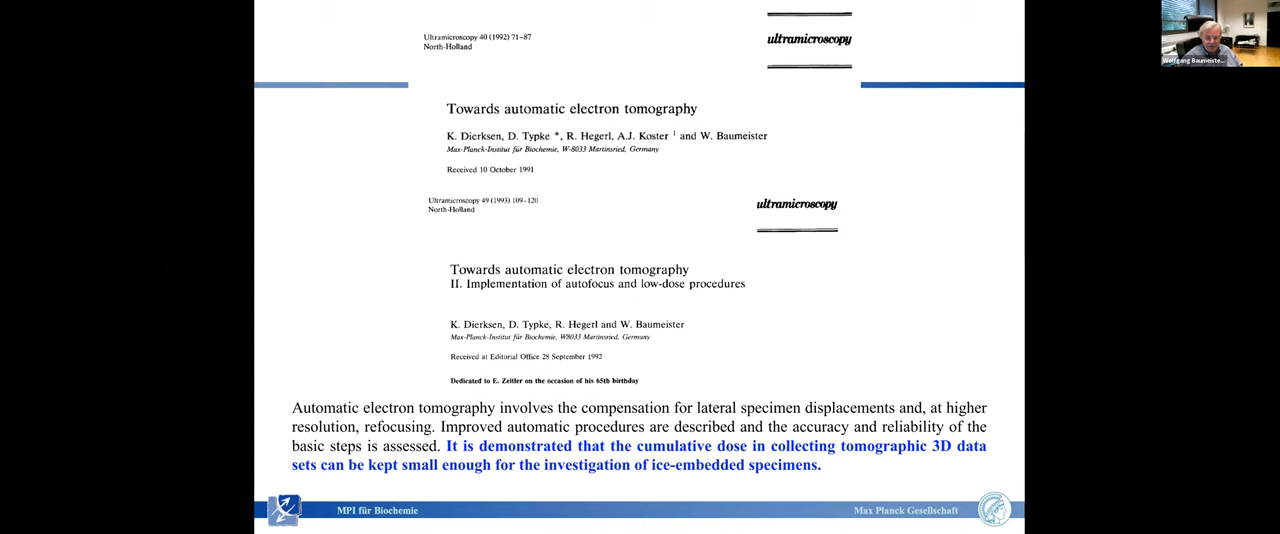 Ultramicroscopy 40 (1992) 71-87
North-Holland
ultramicroscopy
Wolfgang Baumeiste...
Towards automatic electron tomography
K. Dierksen, D. Typke *, R. Hegerl, A.J. Koster ¹ and W. Baumeister
Max-Planck-Institut für Biochemie, W-8033 Martinsried, Germany
Received 10 October 1991
Ultramicroscopy 49 (1993) 109-120
North-Holland
ultramicroscopy
Towards automatic electron tomography
II. Implementation of autofocus and low-dose procedures
K. Dierksen, D. Typke, R. Hegerl and W. Baumeister
Max-Planck-Institut für Biochemie, W8033 Martinsried, Germany
Received at Editorial Office 28 September 1992
Dedicated to E. Zeitler on the occasion of his 65th birthday
Automatic electron tomography involves the compensation for lateral specimen displacements and, at higher
resolution, refocusing. Improved automatic procedures are described and the accuracy and reliability of the
basic steps is assessed. It is demonstrated that the cumulative dose in collecting tomographic 3D data
sets can be kept small enough for the investigation of ice-embedded specimens.
MPI für Biochemie
Max Planck Gesellschaft